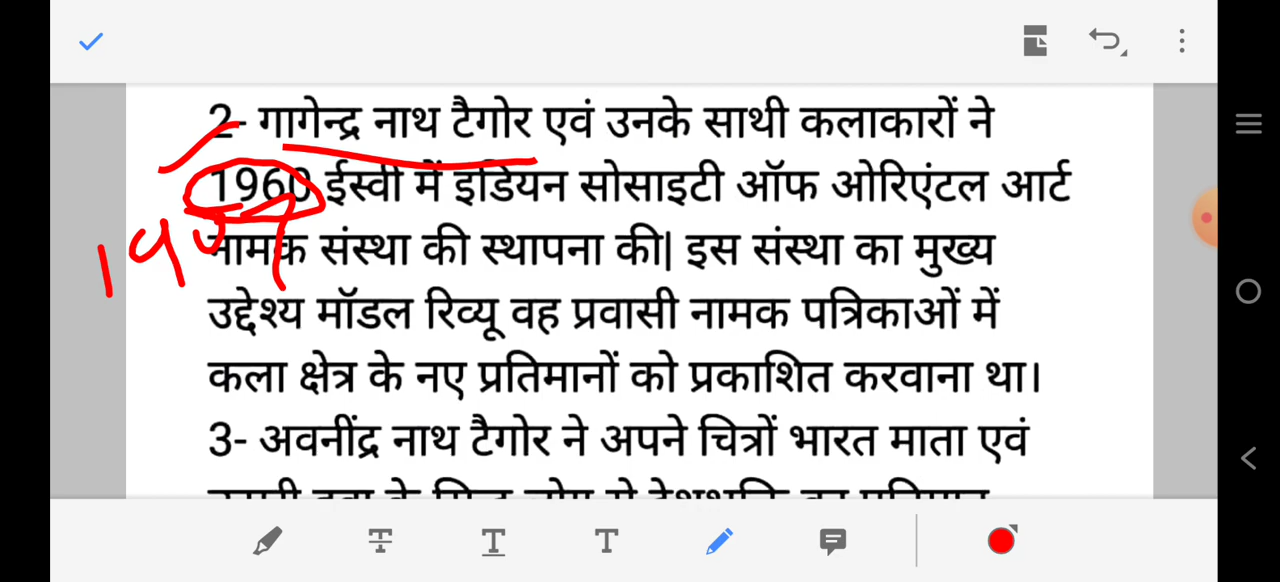 2- गागेन्द्र नाथ टैगोर एवं उनके साथी कलाकारों ने
1960 ईस्वी में इडियन सोसाइटी ऑफ ओरिएंटल आर्ट
1907
नामक संस्था की स्थापना की| इस संस्था का मुख्य
उद्देश्य मॉडल रिव्यू वह प्रवासी नामक पत्रिकाओं में
कला क्षेत्र के नए प्रतिमानों को प्रकाशित करवाना था।
3- अवनींद्र नाथ टैगोर ने अपने चित्रों भारत माता एवं